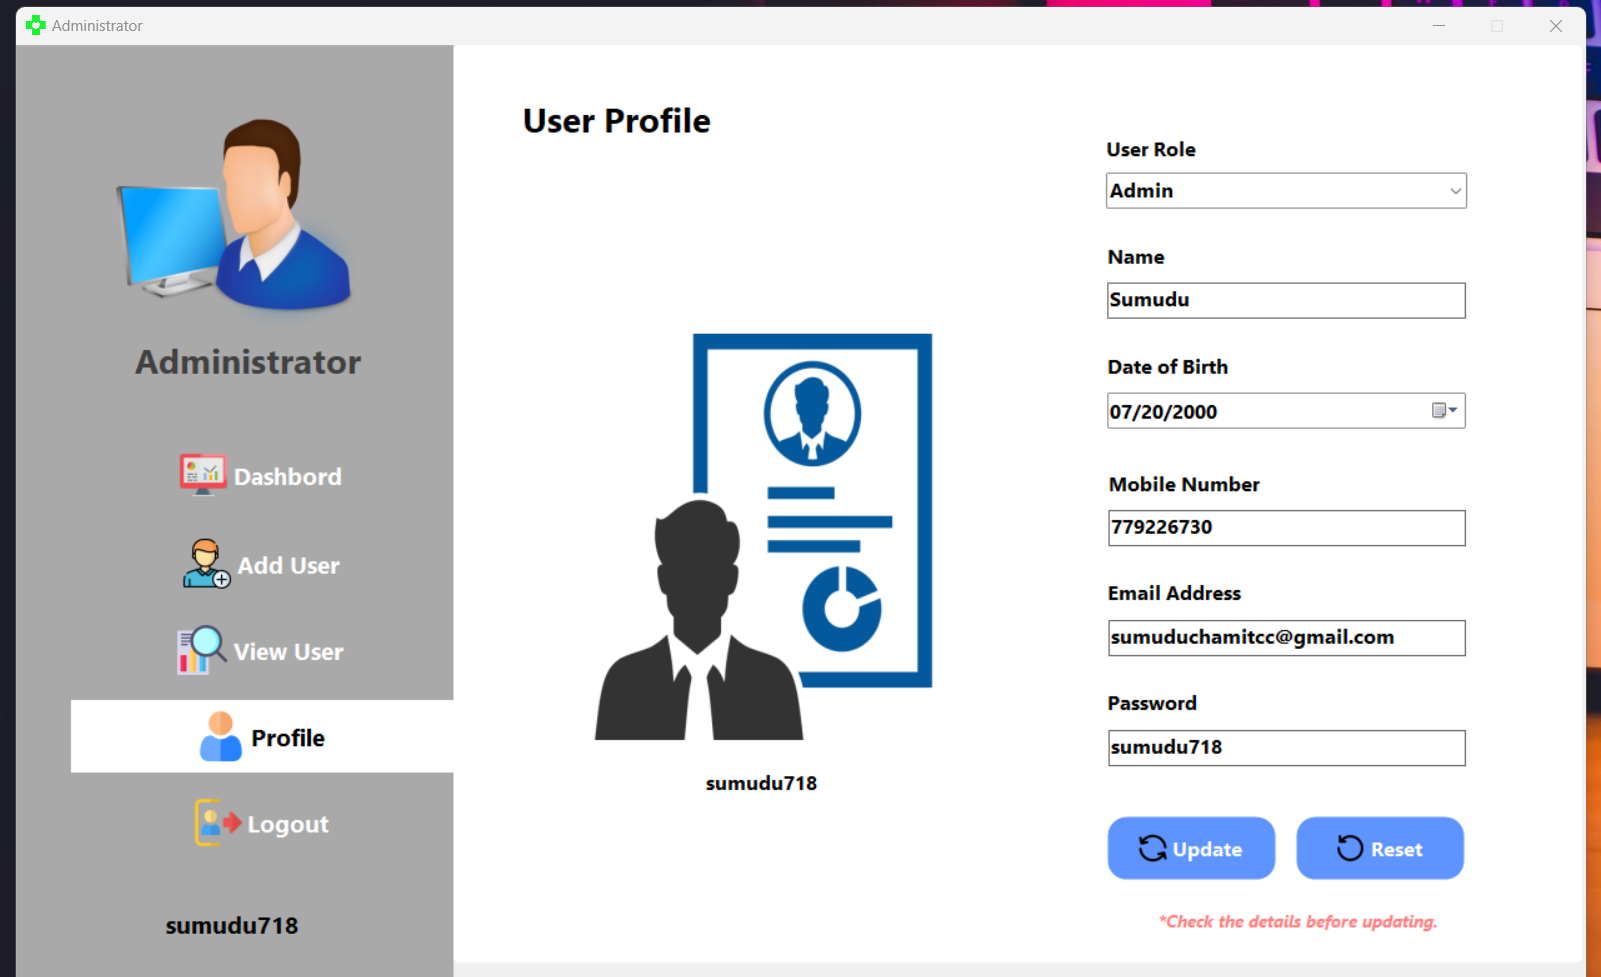 Administrator
Administrator
Dashbord
Add User
View User
Profile
Logout
sumudu718
User Profile
sumudu718
User Role
Admin
Name
Sumudu
Date of Birth
07/20/2000
Mobile Number
779226730
Email Address
sumuduchamitcc@gmail.com
Password
sumudu718
Update
Reset
*Check the details before updating.